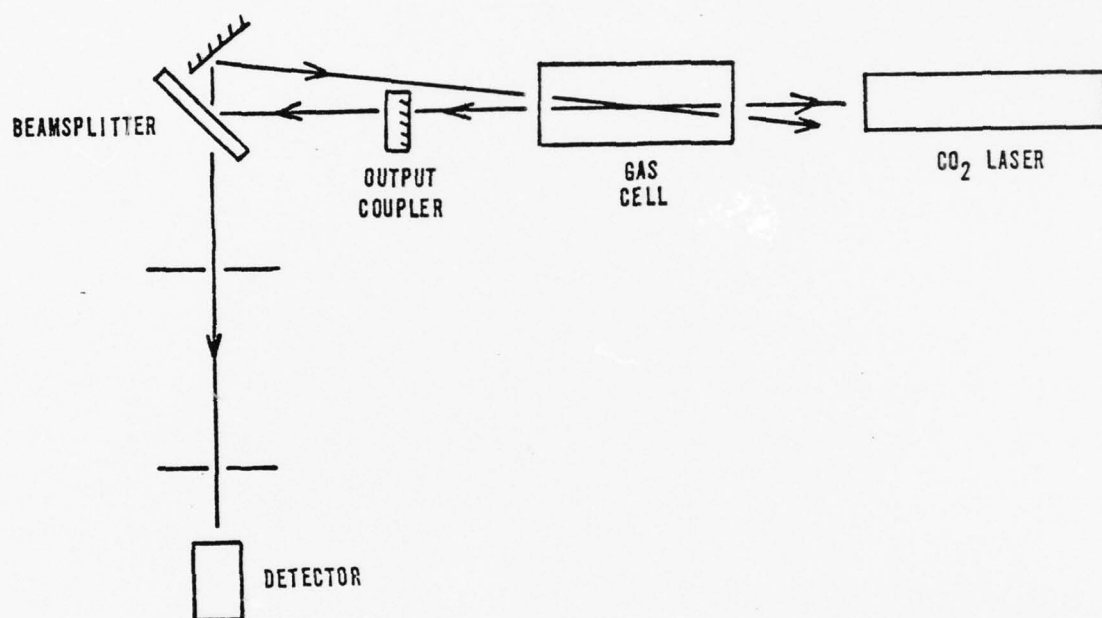 BEAMSPLITTER
OUTPUT
COUPLER
GAS
CELL
CO₂ LASER
DETECTOR